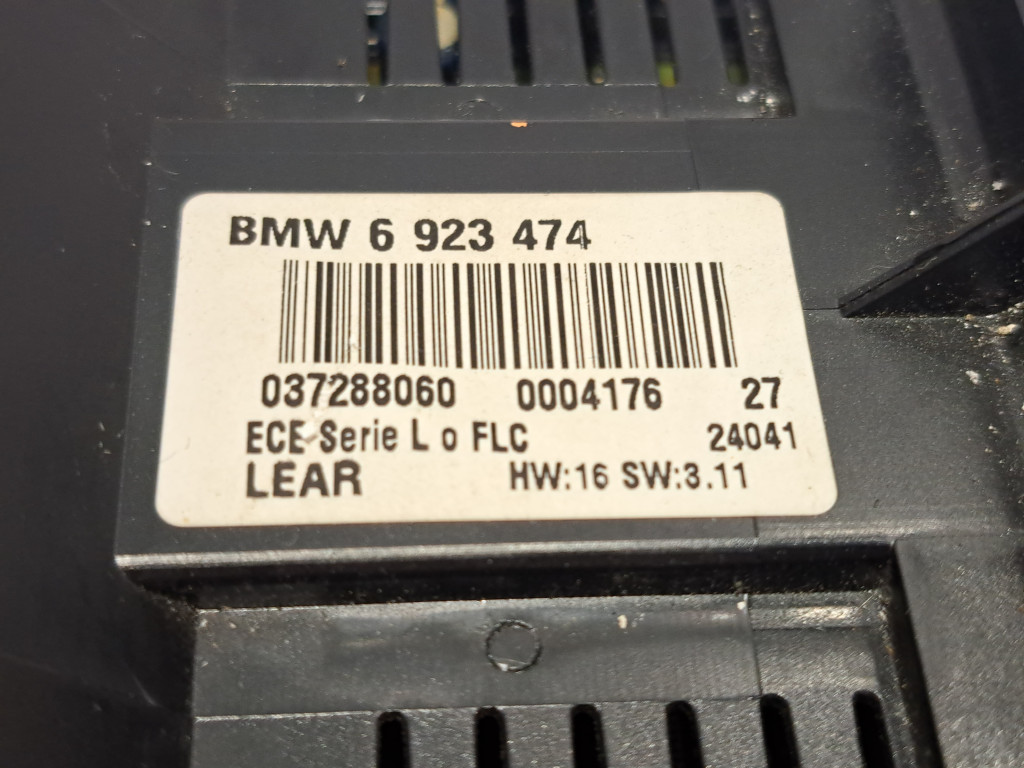 BMW 6 923 474
037288060 0004176 27
ECE-Serie L o FLC 24041
LEAR HW:16 SW:3.11